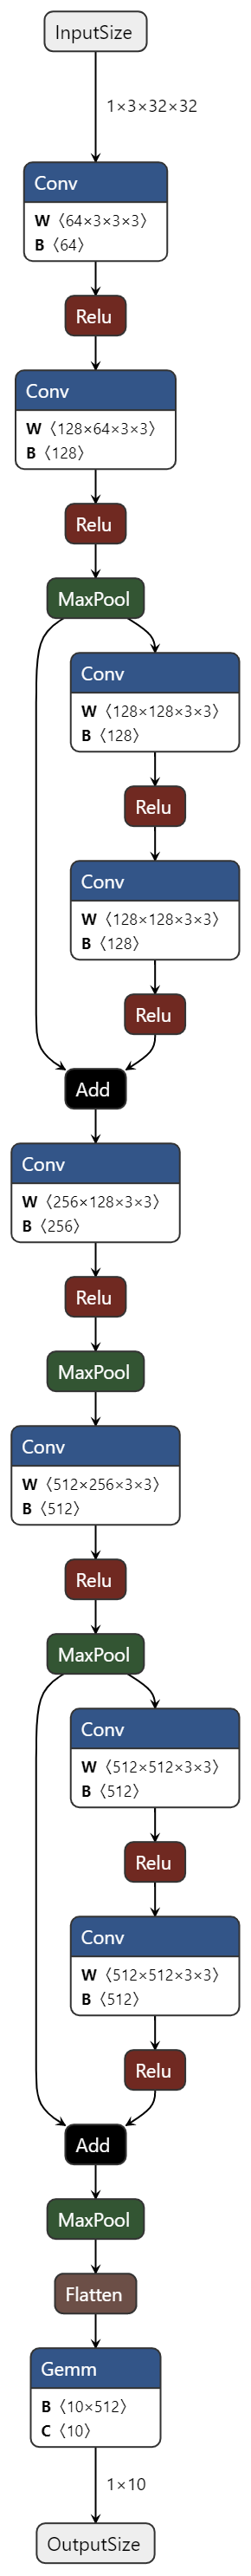 InputSize
1×3×32×32
Conv
W ⟨64×3×3×3⟩
B ⟨64⟩
Relu
Conv
W ⟨128×64×3×3⟩
B ⟨128⟩
Relu
MaxPool
Conv
W ⟨128×128×3×3⟩
B ⟨128⟩
Relu
Conv
W ⟨128×128×3×3⟩
B ⟨128⟩
Relu
Add
Conv
W ⟨256×128×3×3⟩
B ⟨256⟩
Relu
MaxPool
Conv
W ⟨512×256×3×3⟩
B ⟨512⟩
Relu
MaxPool
Conv
W ⟨512×512×3×3⟩
B ⟨512⟩
Relu
Conv
W ⟨512×512×3×3⟩
B ⟨512⟩
Relu
Add
MaxPool
Flatten
Gemm
B ⟨10×512⟩
C ⟨10⟩
1×10
OutputSize